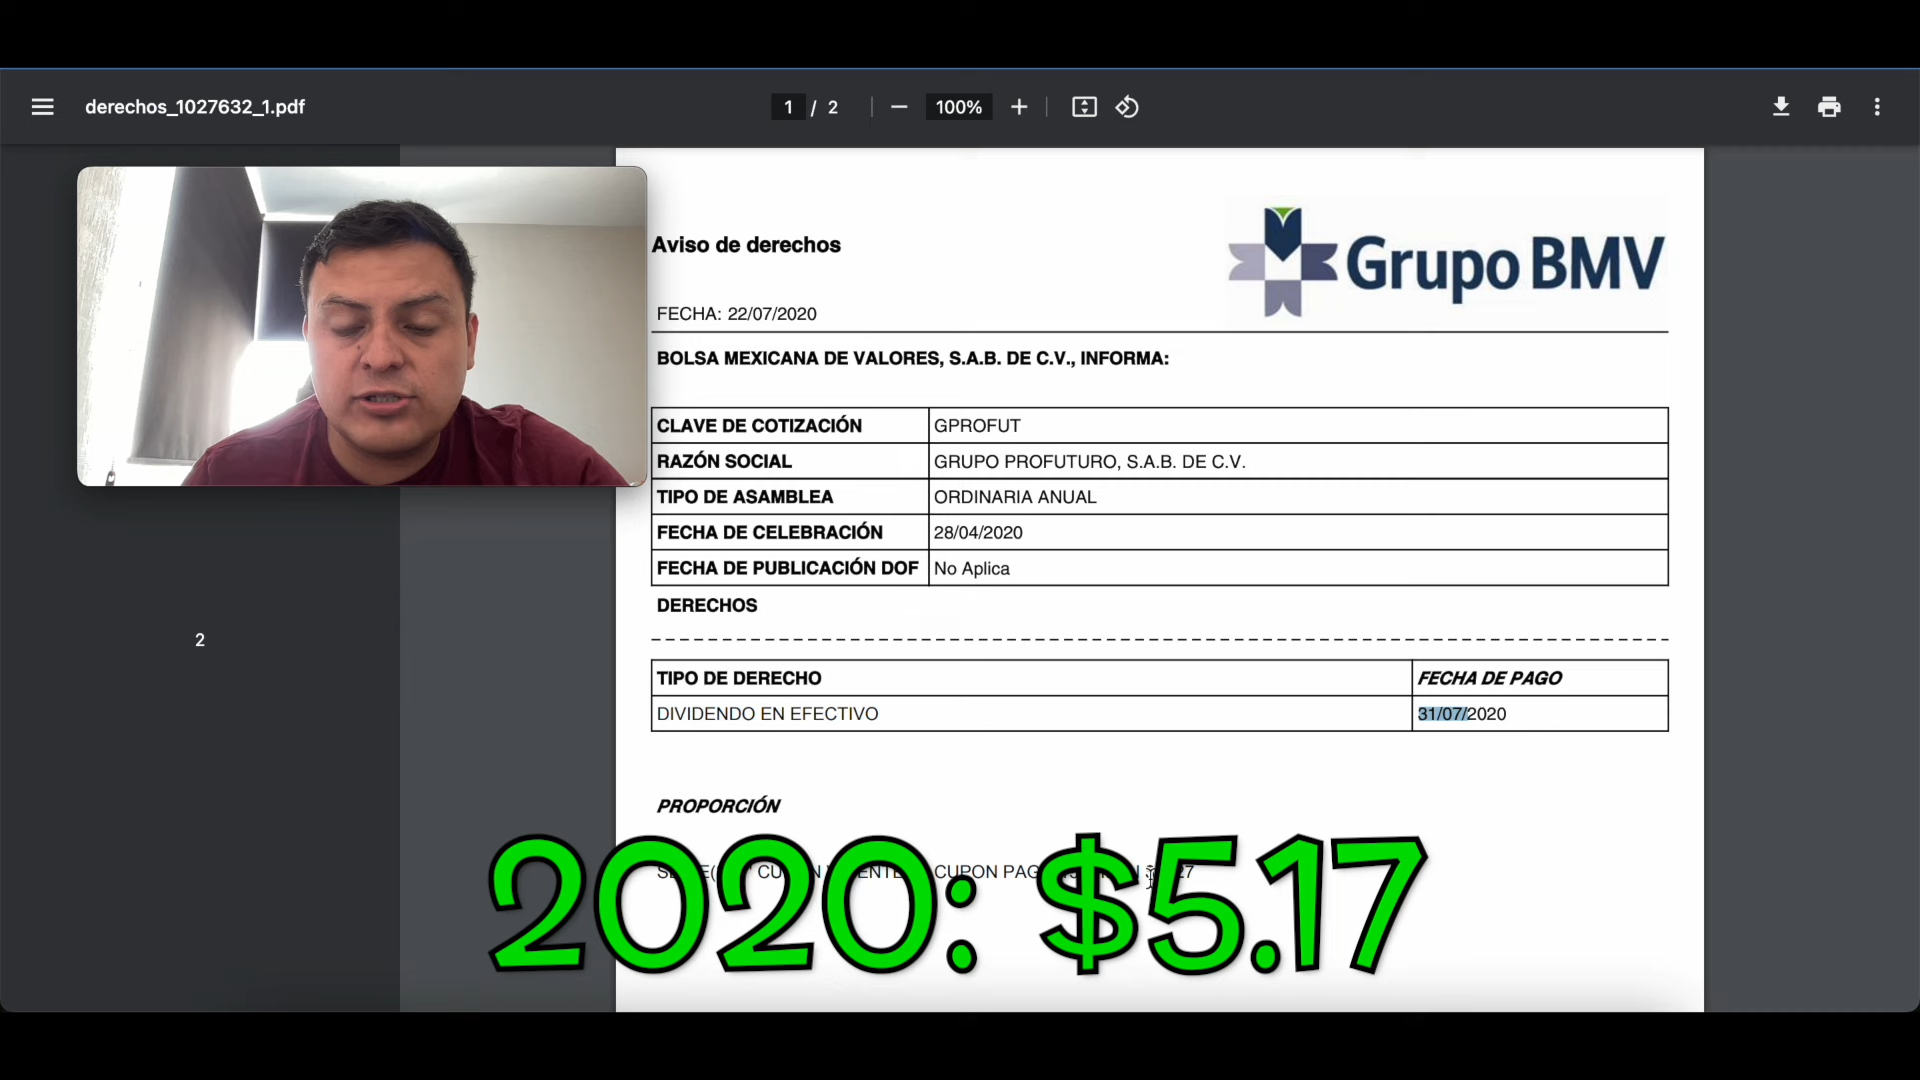 derechos_1027632_1.pdf
1 / 2
100%
Aviso de derechos
Grupo BMV
FECHA: 22/07/2020
BOLSA MEXICANA DE VALORES, S.A.B. DE C.V., INFORMA:
CLAVE DE COTIZACIÓN GPROFUT
RAZÓN SOCIAL GRUPO PROFUTURO, S.A.B. DE C.V.
TIPO DE ASAMBLEA ORDINARIA ANUAL
FECHA DE CELEBRACIÓN 28/04/2020
FECHA DE PUBLICACIÓN DOF No Aplica
DERECHOS
2
TIPO DE DERECHO FECHA DE PAGO
DIVIDENDO EN EFECTIVO 31/07/2020
PROPORCIÓN
CUPON
2020: $5.17